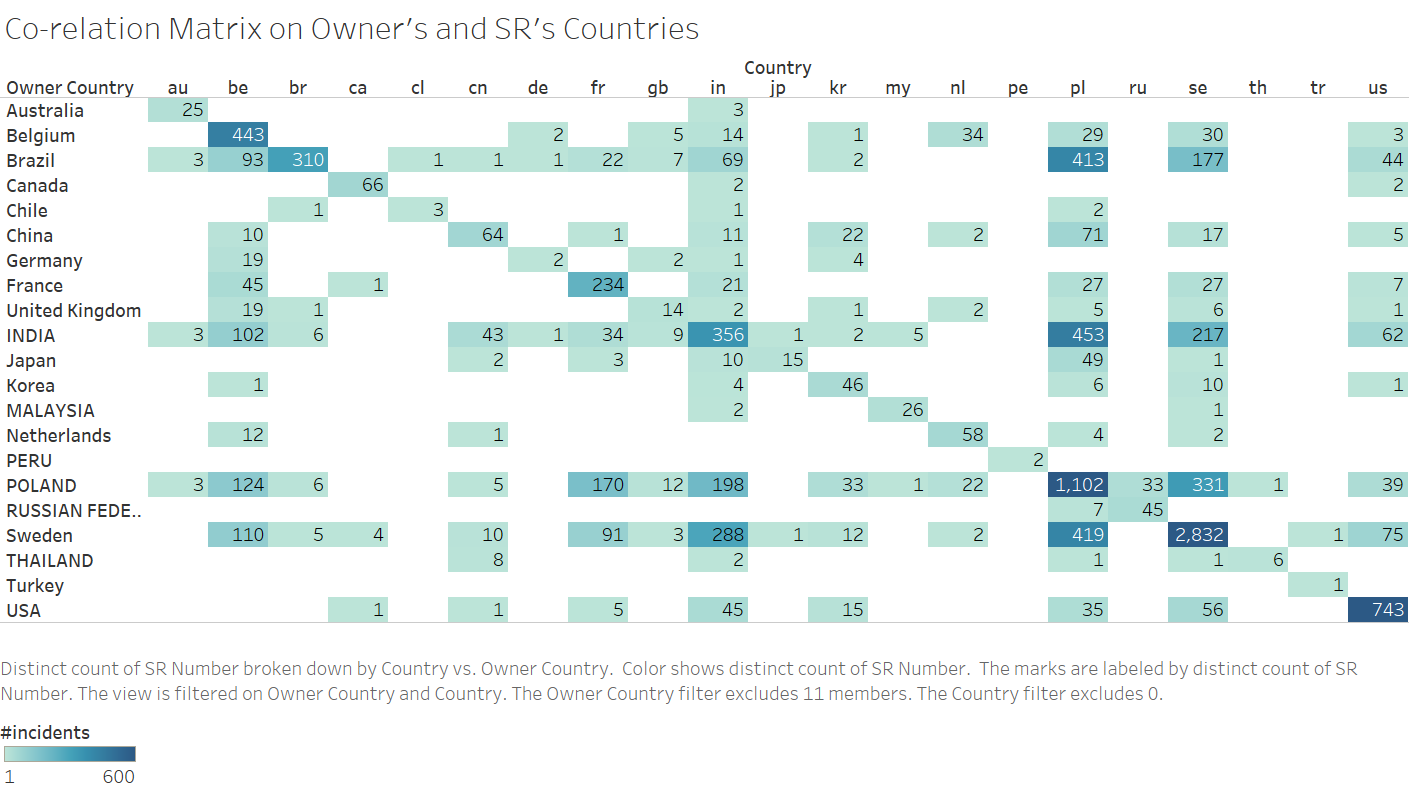 Co-relation Matrix on Owner's and SR's Countries
Country
Owner Country au be br ca cl cn de fr gb in jp kr my nl pe pl ru se th tr us
Australia 25 3
Belgium 443 2 5 14 1 34 29 30 3
Brazil 3 93 310 1 1 1 22 7 69 2 413 177 44
Canada 66 2 2
Chile 1 3 1 2
China 10 64 1 11 22 2 71 17 5
Germany 19 2 2 1 4
France 45 1 234 21 27 27 7
United Kingdom 19 1 14 2 1 2 5 6 1
INDIA 3 102 6 43 1 34 9 356 1 2 5 453 217 62
Japan 2 3 10 15 49 1
Korea 1 4 46 6 10 1
MALAYSIA 2 26 1
Netherlands 12 1 58 4 2
PERU 2
POLAND 3 124 6 5 170 12 198 33 1 22 1,102 33 331 1 39
RUSSIAN FEDE.. 7 45
Sweden 110 5 4 10 91 3 288 1 12 2 419 2,832 1 75
THAILAND 8 2 1 1 6
Turkey 1
USA 1 1 5 45 15 35 56 743
Distinct count of SR Number broken down by Country vs. Owner Country.  Color shows distinct count of SR Number.  The marks are labeled by distinct count of SR
Number. The view is filtered on Owner Country and Country. The Owner Country filter excludes 11 members. The Country filter excludes 0.
#incidents
1 600